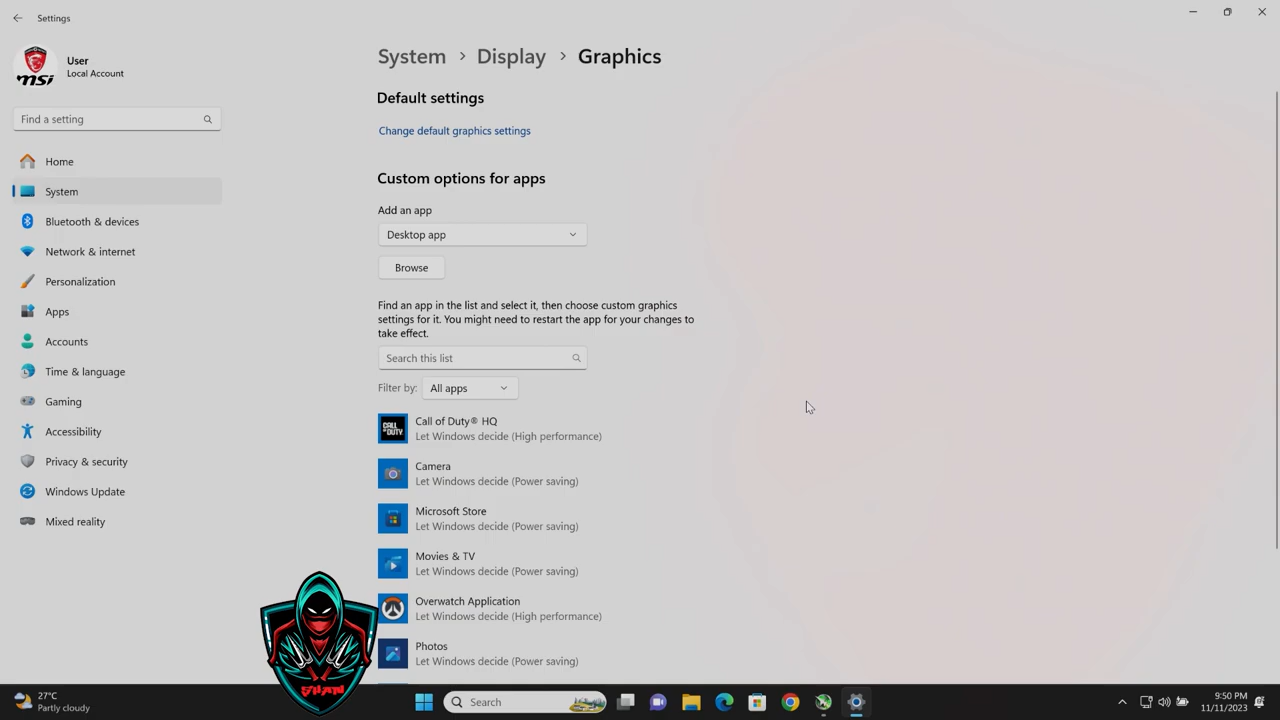 Settings
User
Local Account
msi
Find a setting
Home
System
Bluetooth & devices
Network & internet
Personalization
Apps
Accounts
Time & language
Gaming
Accessibility
Privacy & security
Windows Update
Mixed reality
System > Display > Graphics
Default settings
Change default graphics settings
Custom options for apps
Add an app
Desktop app
Browse
Find an app in the list and select it, then choose custom graphics
settings for it. You might need to restart the app for your changes to
take effect.
Search this list
Filter by: All apps
CALL OF DUTY
Call of Duty® HQ
Let Windows decide (High performance)
Camera
Let Windows decide (Power saving)
Microsoft Store
Let Windows decide (Power saving)
Movies & TV
Let Windows decide (Power saving)
Overwatch Application
Let Windows decide (High performance)
Photos
Let Windows decide (Power saving)
27°C
Partly cloudy
Search
9:50 PM
11/11/2023